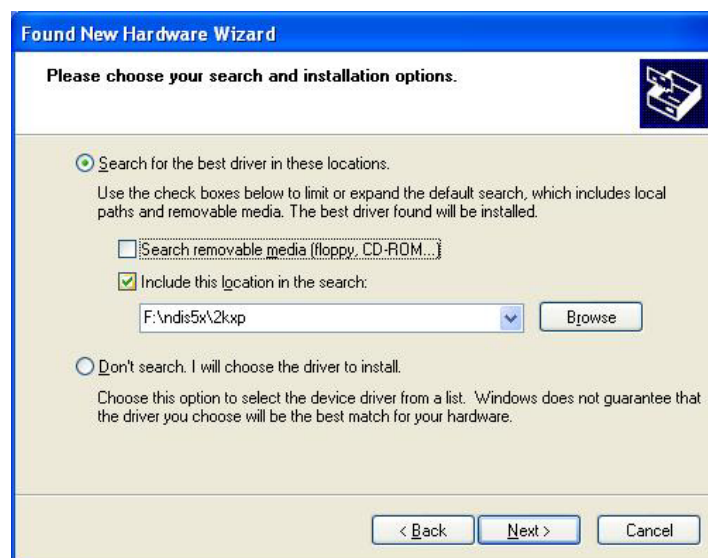 Found New Hardware Wizard
Please choose your search and installation options.
Search for the best driver in these locations.
Use the check boxes below to limit or expand the default search, which includes local
paths and removable media. The best driver found will be installed.
Search removable media (floppy, CD-ROM...)
Include this location in the search:
F:\ndis5x\2kxp
Browse
Don't search. I will choose the driver to install.
Choose this option to select the device driver from a list. Windows does not guarantee that
the driver you choose will be the best match for your hardware.
< Back Next > Cancel